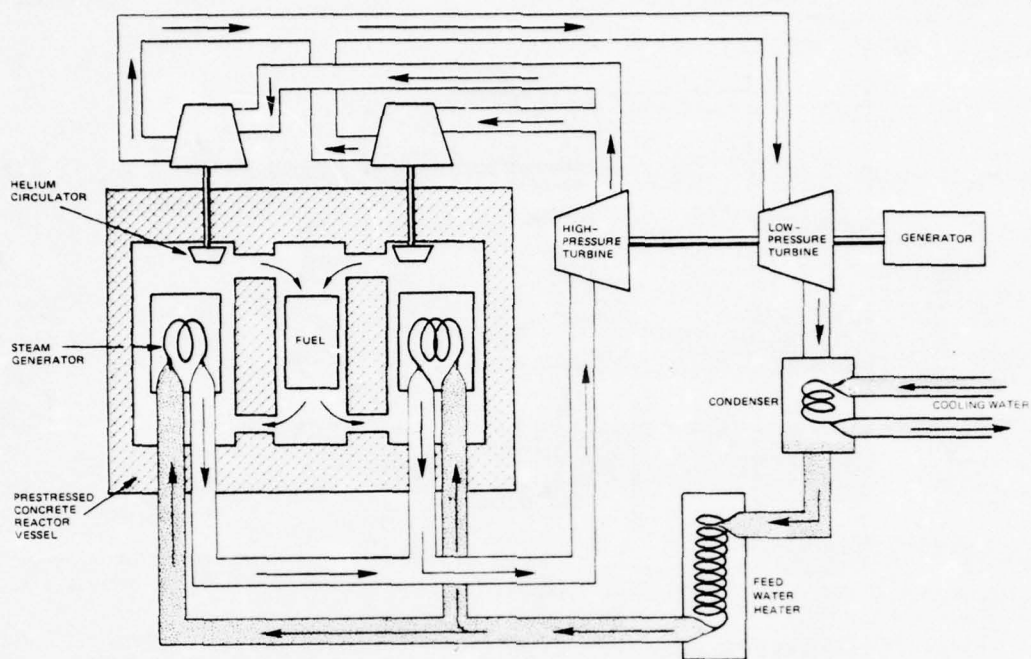 HELIUM
CIRCULATOR
HIGH-
PRESSURE
TURBINE
LOW-
PRESSURE
TURBINE
GENERATOR
STEAM
GENERATOR
FUEL
CONDENSER
COOLING WATER
PRESTRESSED
CONCRETE
REACTOR
VESSEL
FEED
WATER
HEATER